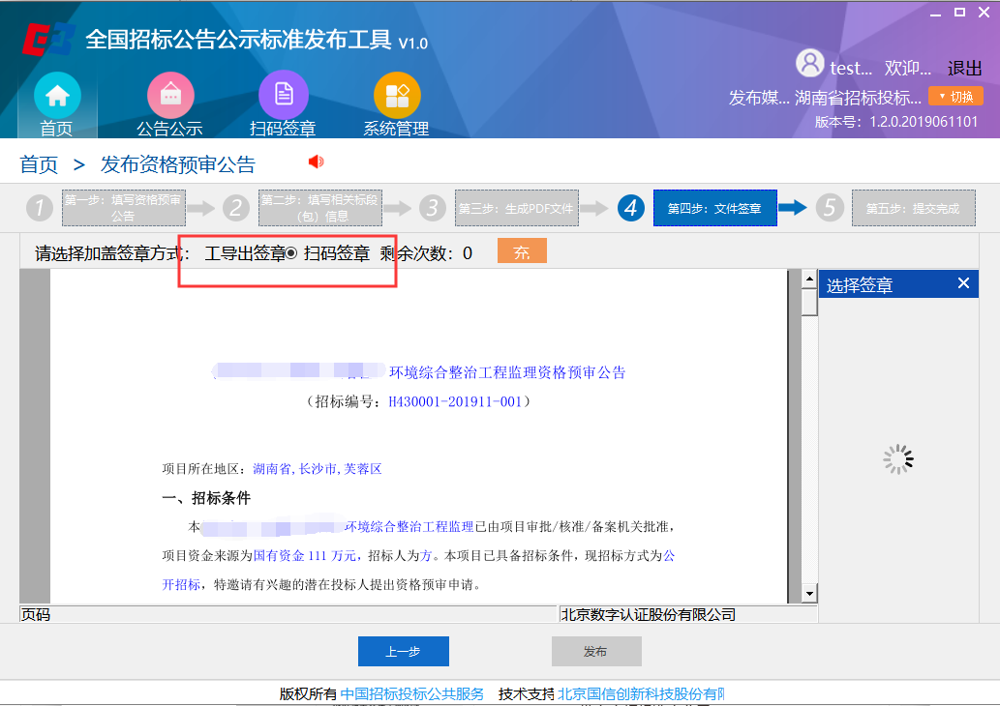 全国招标公告公示标准发布工具 V1.0
test... 欢迎... 退出
发布媒... 湖南省招标投标... 切换
版本号：1.2.0.2019061101
首页 公告公示 扫码签章 系统管理
首页 > 发布资格预审公告
1 第一步：填写资格预审公告 2 第二步：填写相关标段（包）信息 3 第三步：生成PDF文件 4 第四步：文件签章 5 第五步：提交完成
请选择加盖签章方式： 工导出签章 扫码签章 剩余次数：0 充
选择签章
环境综合整治工程监理资格预审公告
（招标编号：H430001-201911-001）
项目所在地区：湖南省,长沙市,芙蓉区
一、招标条件
本 环境综合整治工程监理已由项目审批/核准/备案机关批准，
项目资金来源为国有资金 111 万元，招标人为方。本项目已具备招标条件，现招标方式为公
开招标，特邀请有兴趣的潜在投标人提出资格预审申请。
页码 北京数字认证股份有限公司
上一步 发布
版权所有 中国招标投标公共服务 技术支持 北京国信创新科技股份有限